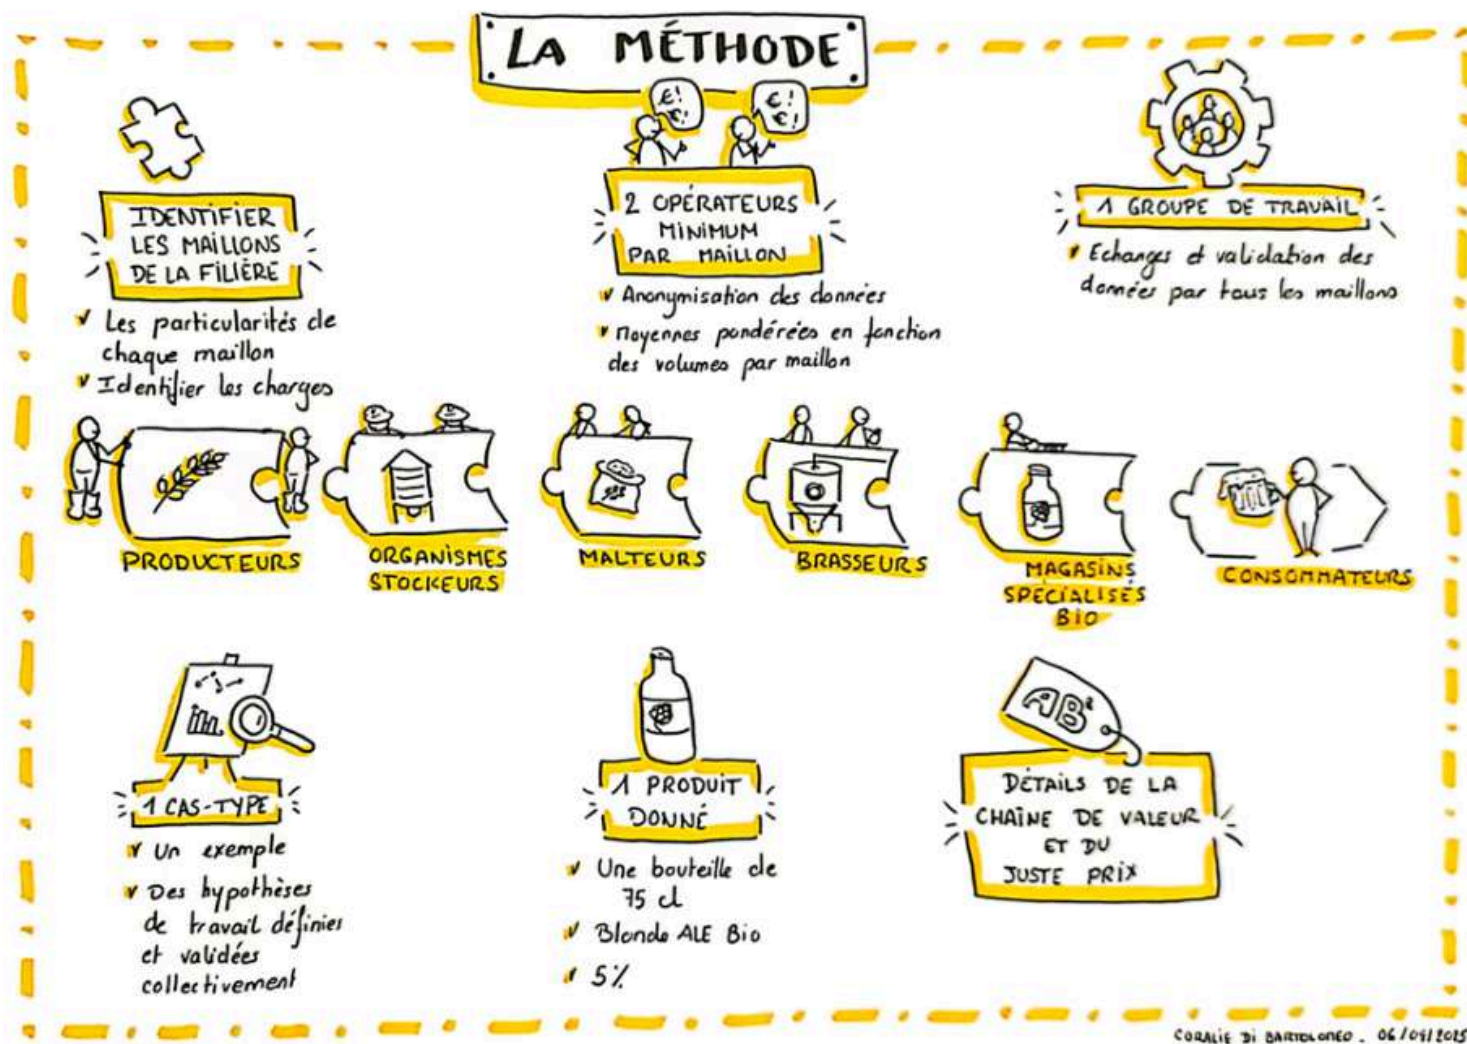 LA MÉTHODE
€!
€!
€!
€!
IDENTIFIER
LES MAILLONS
DE LA FILIÈRE
✓ Les particularités de
chaque maillon
✓ Identifier les charges
2 OPÉRATEURS
MINIMUM
PAR MAILLON
✓ Anonymisation des données
✓ Moyennes pondérées en fonction
des volumes par maillon
1 GROUPE DE TRAVAIL
✓ Echanges et validation des
données par tous les maillons
PRODUCTEURS
ORGANISMES
STOCKEURS
MALTEURS
BRASSEURS
MAGASINS
SPÉCIALISÉS
BIO
CONSOMMATEURS
1 CAS-TYPE
✓ Un exemple
✓ Des hypothèses
de travail définies
et validées
collectivement
1 PRODUIT
DONNÉ
✓ Une bouteille de
75 cl
✓ Blonde ALE Bio
✓ 5%
AB
DÉTAILS DE LA
CHAÎNE DE VALEUR
ET DU
JUSTE PRIX
CORALIE DI BARTOLOMEO.